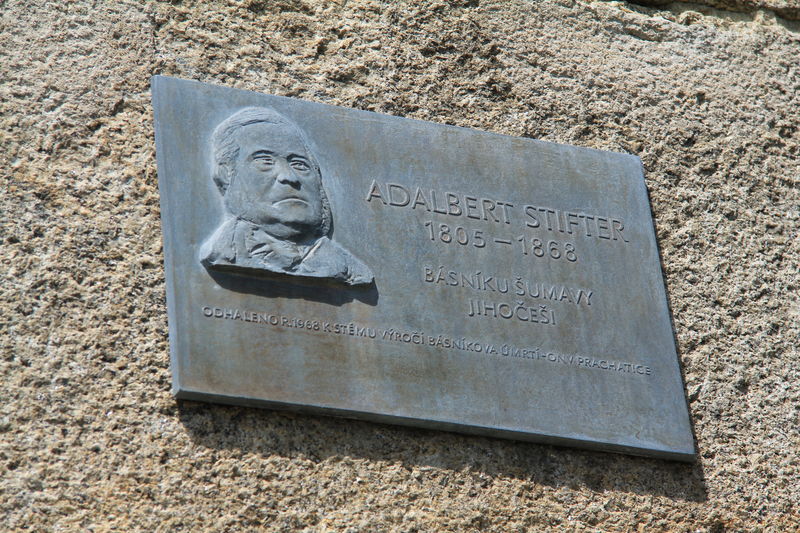 ADALBERT STIFTER
1805 – 1868
BÁSNÍKU ŠUMAVY
JIHOČEŠI
ODHALENO R.1968 K STÉMU VÝROČÍ BÁSNÍKOVA ÚMRTÍ-ONV PRACHATICE